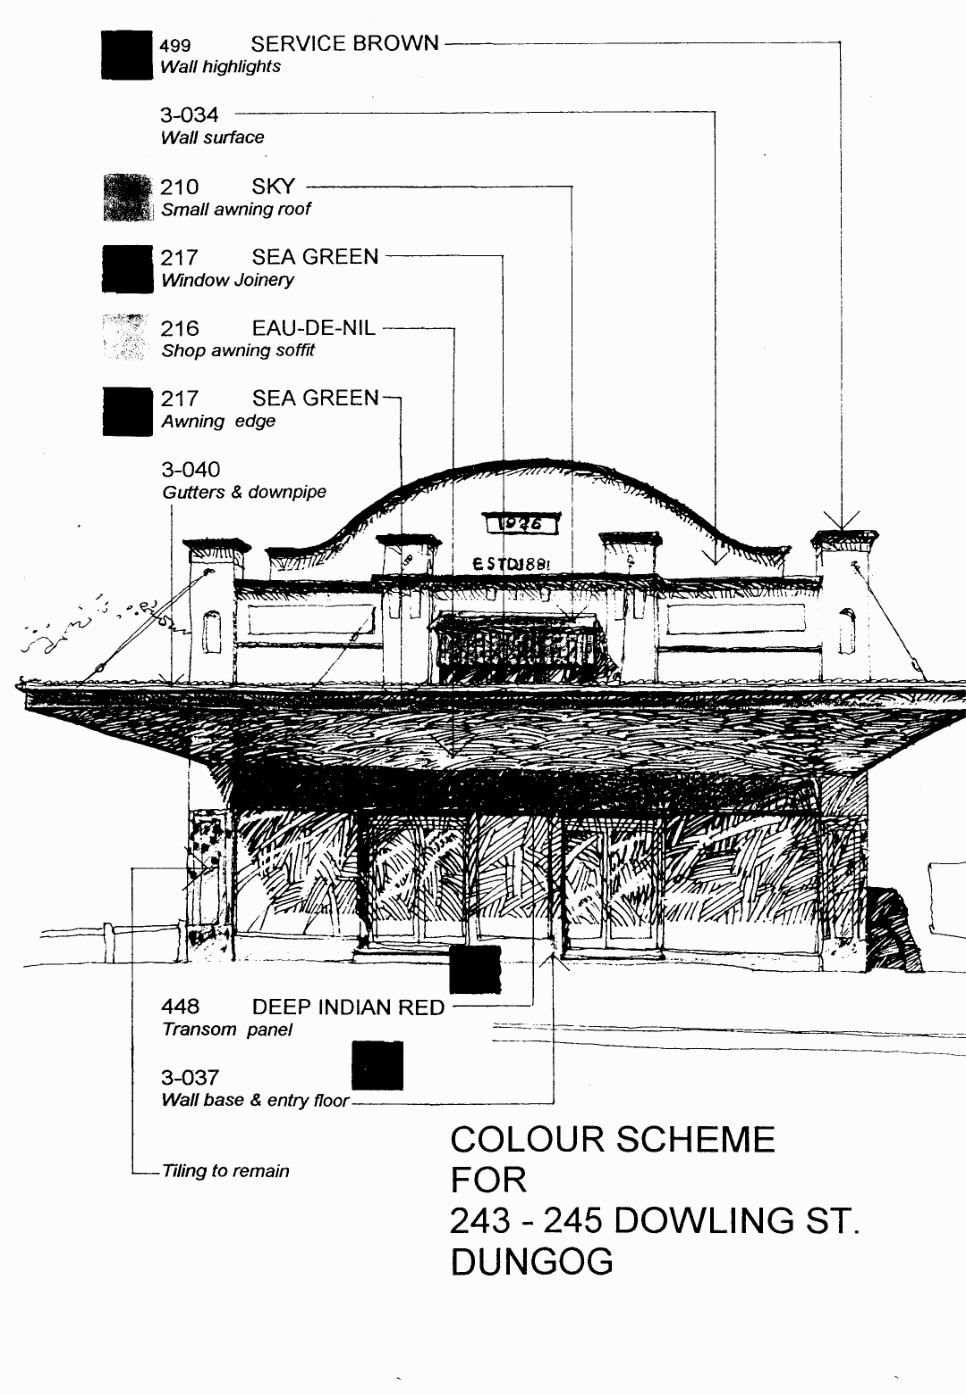 499 SERVICE BROWN
Wall highlights
3-034
Wall surface
210 SKY
Small awning roof
217 SEA GREEN
Window Joinery
216 EAU-DE-NIL
Shop awning soffit
217 SEA GREEN
Awning edge
3-040
Gutters & downpipe
1926
ESTD1881
448 DEEP INDIAN RED
Transom panel
3-037
Wall base & entry floor
Tiling to remain
COLOUR SCHEME
FOR
243 - 245 DOWLING ST.
DUNGOG